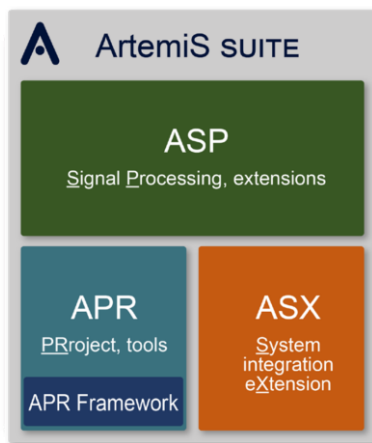 ArtemiS SUITE
ASP
Signal Processing, extensions
APR
PRroject, tools
APR Framework
ASX
System
integration
eXtension